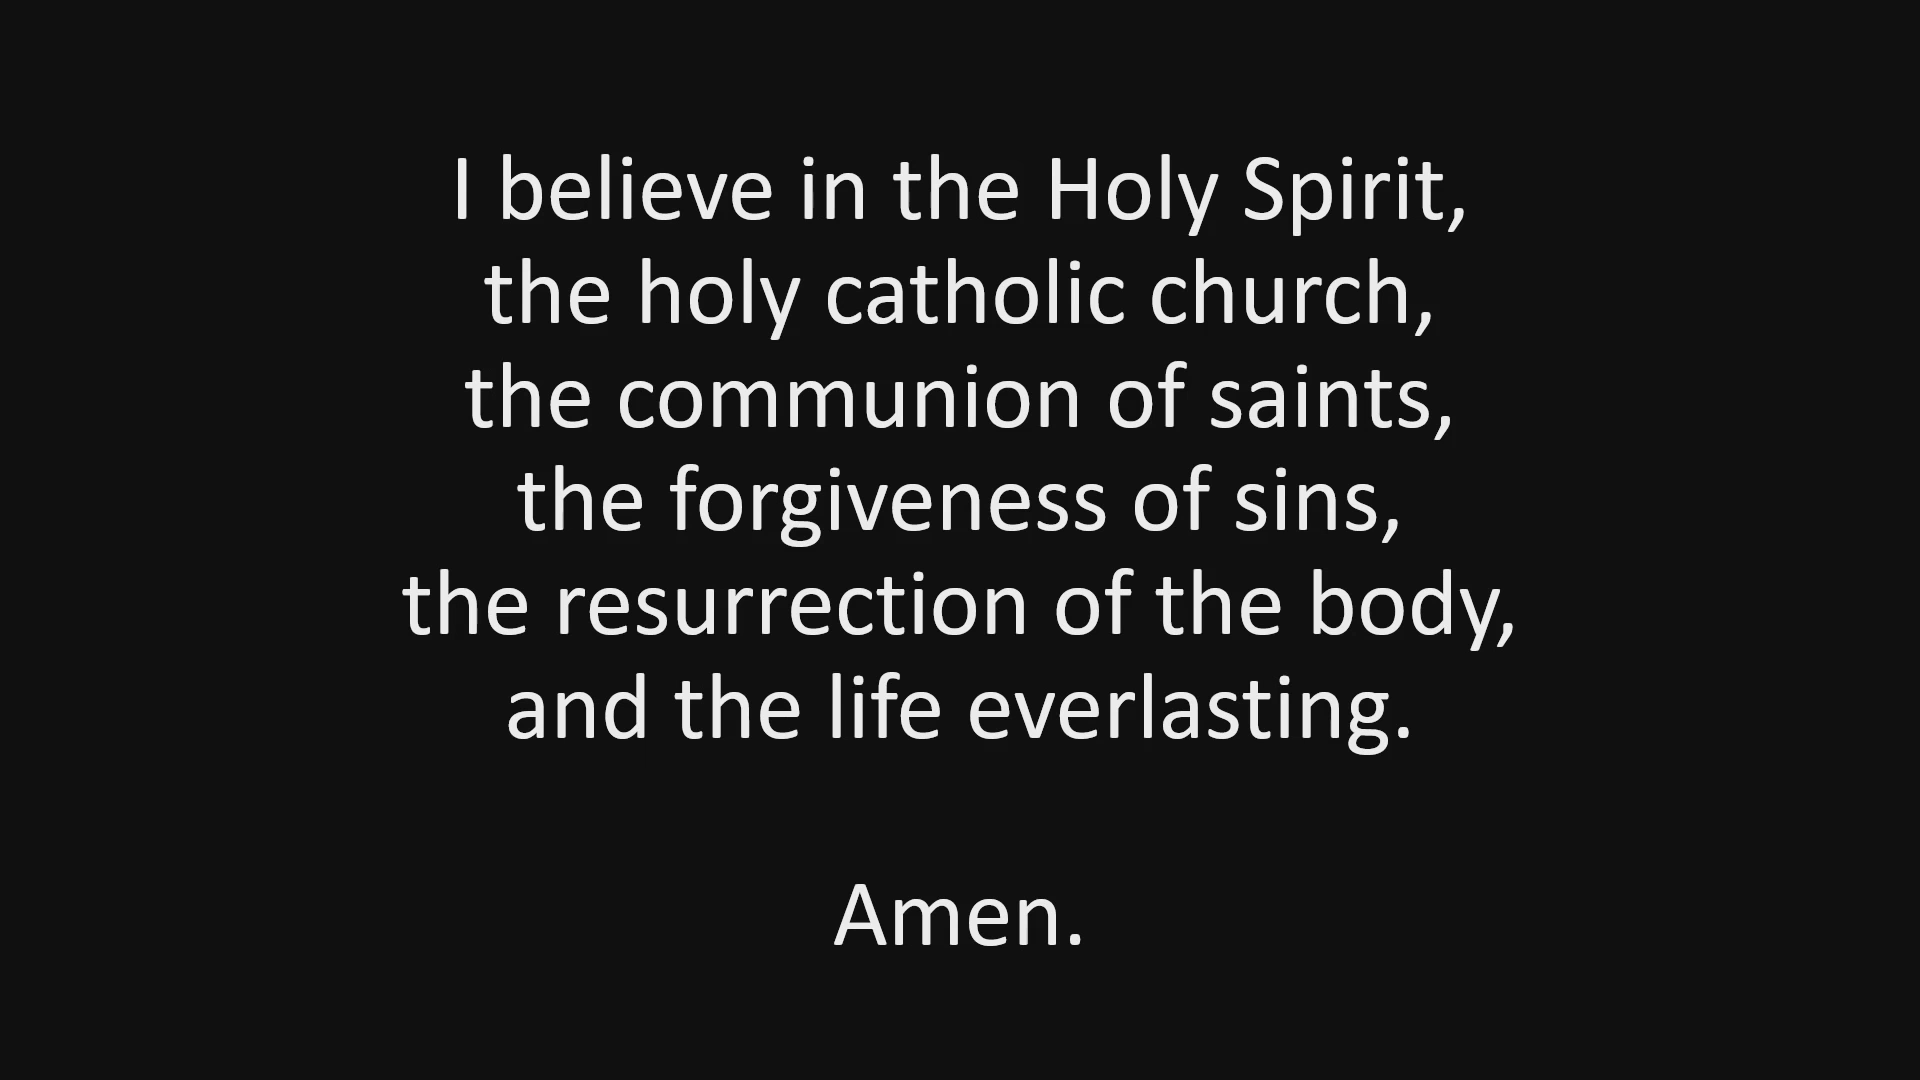 I believe in the Holy Spirit,
the holy catholic church,
the communion of saints,
the forgiveness of sins,
the resurrection of the body,
and the life everlasting.
Amen.